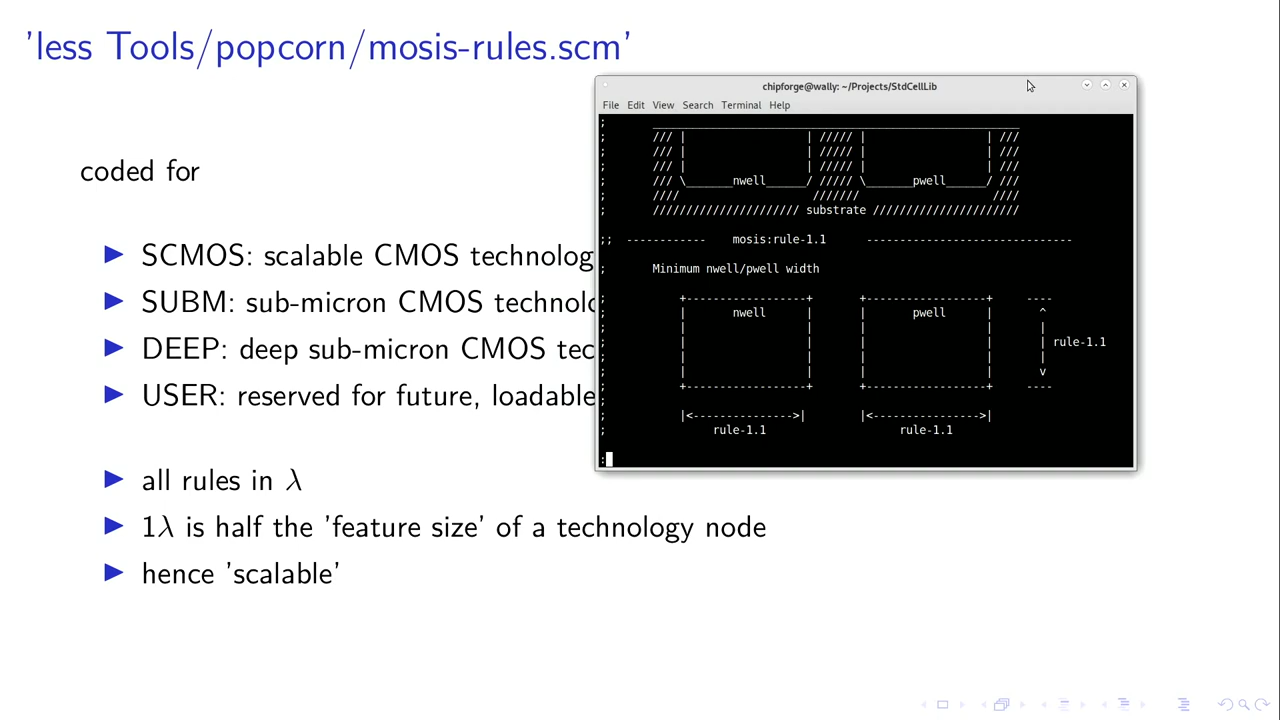 'less Tools/popcorn/mosis-rules.scm'
coded for
SCMOS: scalable CMOS technolog
SUBM: sub-micron CMOS technolo
DEEP: deep sub-micron CMOS tec
USER: reserved for future, loadable
all rules in λ
1λ is half the 'feature size' of a technology node
hence 'scalable'
chipforge@wally: ~/Projects/StdCellLib
File Edit View Search Terminal Help
;       ______________________________________________________
;       /// |                  | ///// |                  | ///
;       /// |                  | ///// |                  | ///
;       /// |                  | ///// |                  | ///
;       /// \_______nwell______/ ///// \_______pwell______/ ///
;       ////                    ///////                    ////
;       ////////////////////// substrate //////////////////////
;;  ------------    mosis:rule-1.1      -------------------------------
;       Minimum nwell/pwell width
;           +------------------+       +------------------+     ----
;           |       nwell      |       |       pwell      |       ^
;           |                  |       |                  |       |
;           |                  |       |                  |       | rule-1.1
;           |                  |       |                  |       |
;           |                  |       |                  |       v
;           +------------------+       +------------------+     ----
;           |<--------------->|        |<---------------->|
;                rule-1.1                    rule-1.1
: